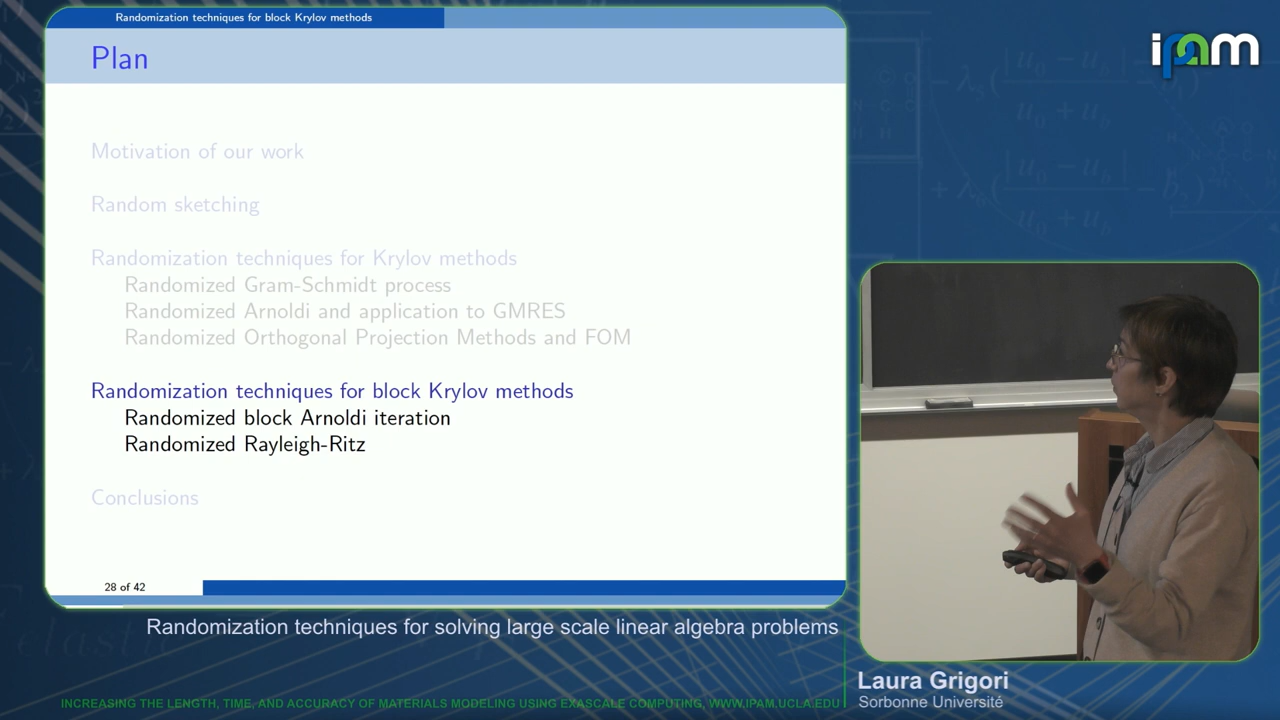 Randomization techniques for block Krylov methods
Plan
Motivation of our work
Random sketching
Randomization techniques for Krylov methods
Randomized Gram-Schmidt process
Randomized Arnoldi and application to GMRES
Randomized Orthogonal Projection Methods and FOM
Randomization techniques for block Krylov methods
Randomized block Arnoldi iteration
Randomized Rayleigh-Ritz
Conclusions
28 of 42
ipam
Randomization techniques for solving large scale linear algebra problems
Laura Grigori
Sorbonne Université
INCREASING THE LENGTH, TIME, AND ACCURACY OF MATERIALS MODELING USING EXASCALE COMPUTING, WWW.IPAM.UCLA.EDU